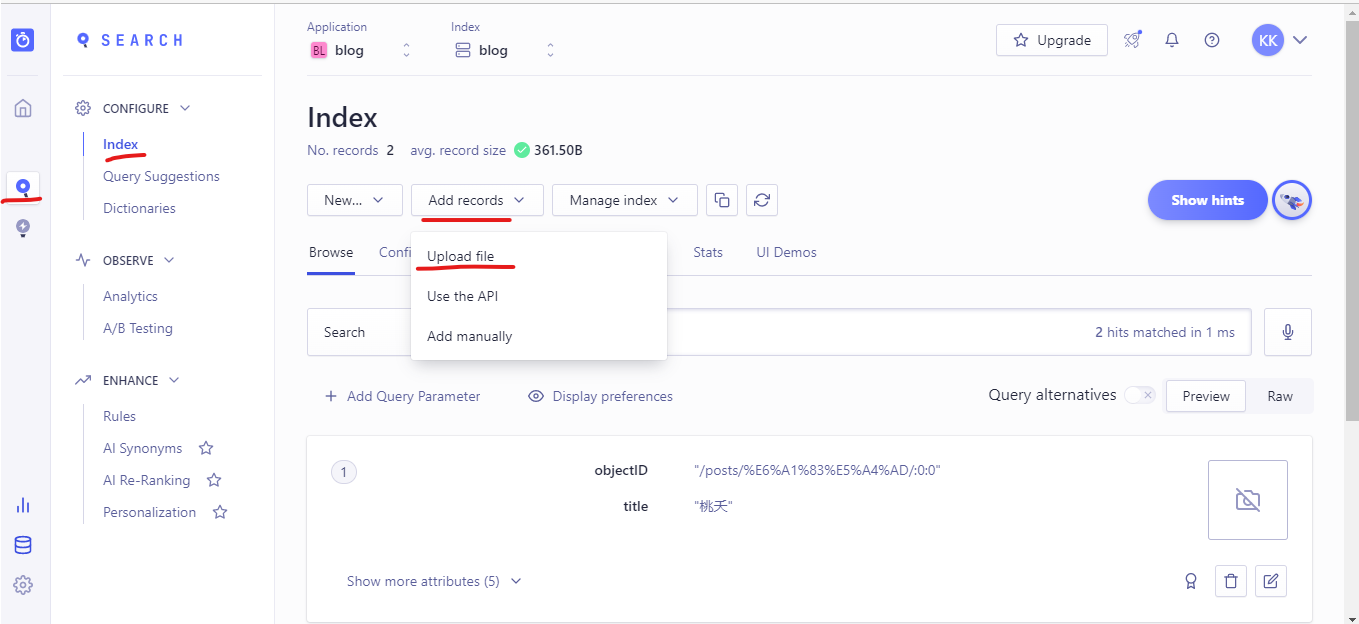 SEARCH
Application
Index
BL blog
blog
Upgrade
KK
CONFIGURE
Index
Query Suggestions
Dictionaries
OBSERVE
Analytics
A/B Testing
ENHANCE
Rules
AI Synonyms
AI Re-Ranking
Personalization
Index
No. records 2 avg. record size 361.50B
New... Add records Manage index
Show hints
Browse Confi Stats UI Demos
Upload file
Use the API
Add manually
Search 2 hits matched in 1 ms
Add Query Parameter Display preferences Query alternatives Preview Raw
1 objectID "/posts/%E6%A1%83%E5%A4%AD/:0:0"
title "桃夭"
Show more attributes (5)